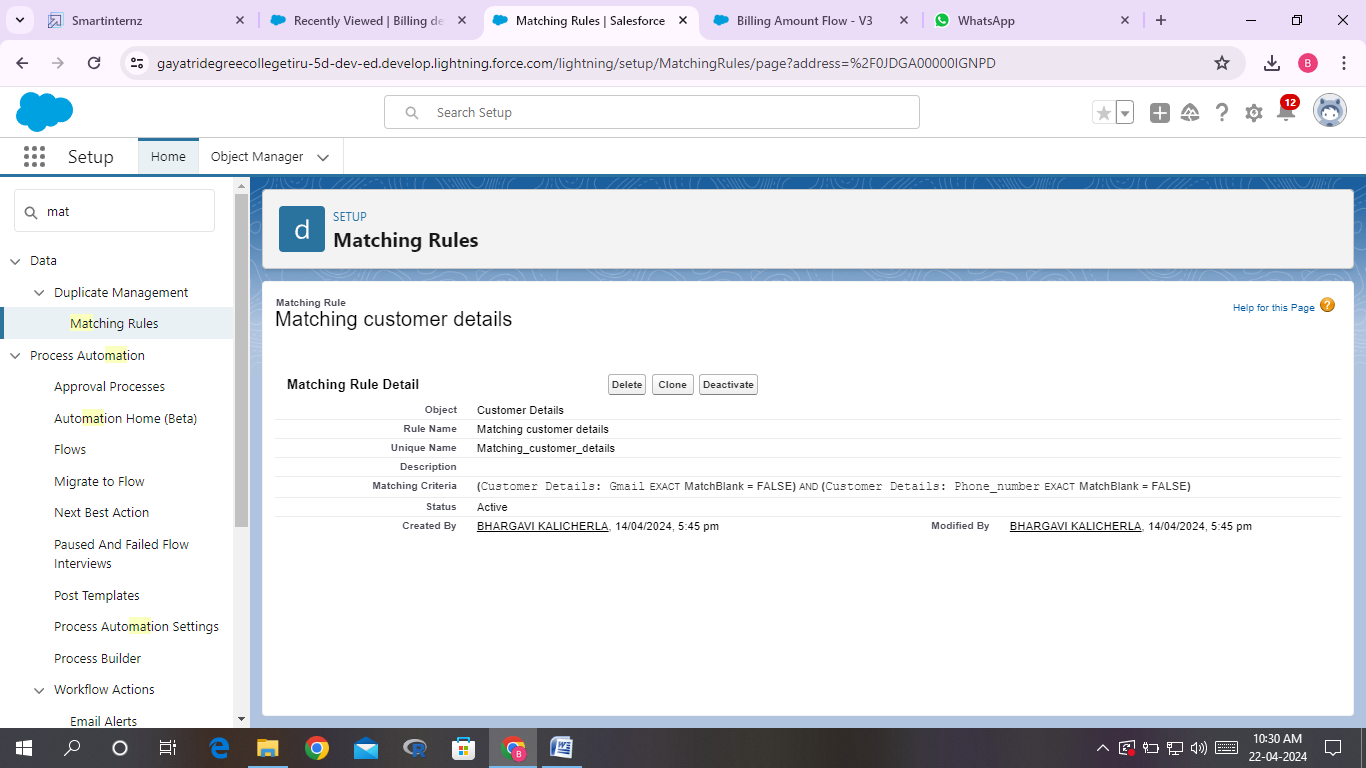 Smartinternz
Recently Viewed | Billing de
Matching Rules | Salesforce
Billing Amount Flow - V3
WhatsApp
gayatridegreecollegetiru-5d-dev-ed.develop.lightning.force.com/lightning/setup/MatchingRules/page?address=%2F0JDGA00000IGNPD
B
Search Setup
12
Setup
Home
Object Manager
mat
Data
Duplicate Management
Matching Rules
Process Automation
Approval Processes
Automation Home (Beta)
Flows
Migrate to Flow
Next Best Action
Paused And Failed Flow
Interviews
Post Templates
Process Automation Settings
Process Builder
Workflow Actions
Email Alerts
d
SETUP
Matching Rules
Matching Rule
Matching customer details
Help for this Page ?
Matching Rule Detail
Delete Clone Deactivate
Object Customer Details
Rule Name Matching customer details
Unique Name Matching_customer_details
Description
Matching Criteria (Customer Details: Gmail EXACT MatchBlank = FALSE) AND (Customer Details: Phone_number EXACT MatchBlank = FALSE)
Status Active
Created By BHARGAVI KALICHERLA, 14/04/2024, 5:45 pm Modified By BHARGAVI KALICHERLA, 14/04/2024, 5:45 pm
10:30 AM
22-04-2024